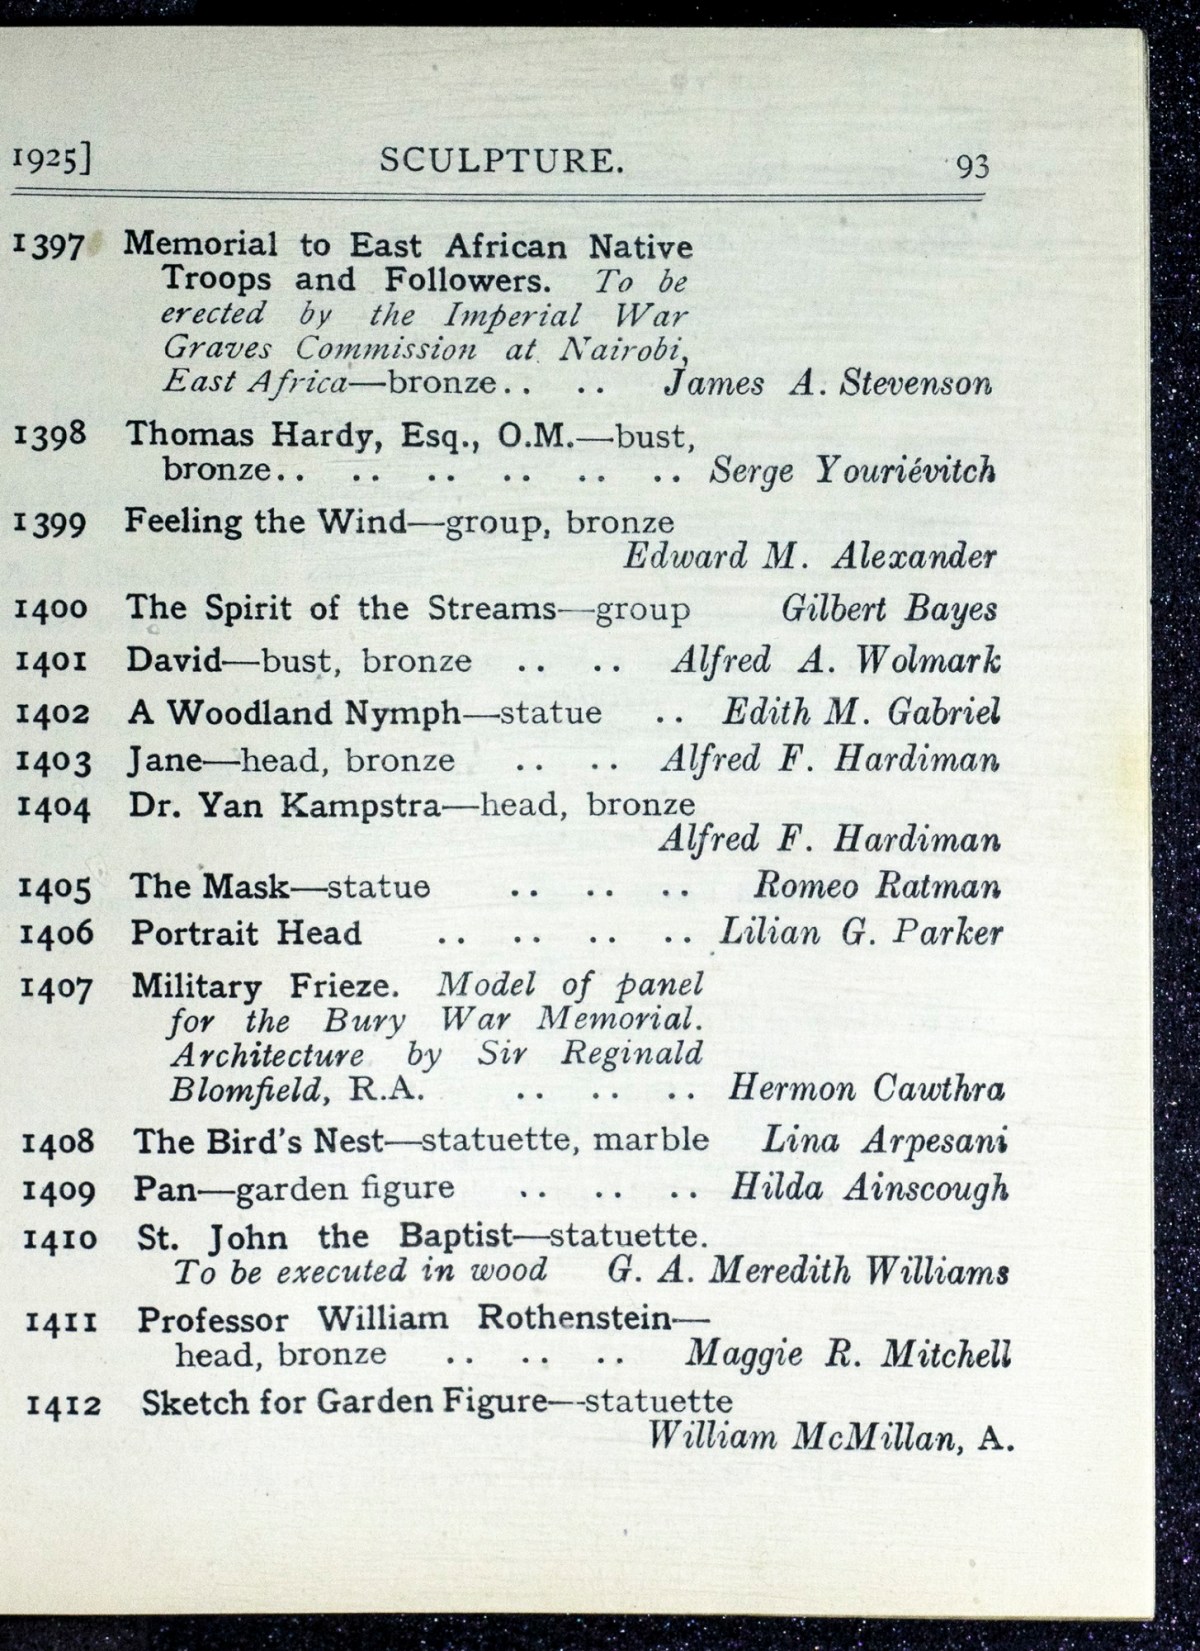 1925] SCULPTURE. 93
1397 Memorial to East African Native
Troops and Followers. To be
erected by the Imperial War
Graves Commission at Nairobi,
East Africa—bronze.. .. James A. Stevenson
1398 Thomas Hardy, Esq., O.M.—bust,
bronze.. .. .. .. .. .. Serge Youriévitch
1399 Feeling the Wind—group, bronze
Edward M. Alexander
1400 The Spirit of the Streams—group Gilbert Bayes
1401 David—bust, bronze .. .. Alfred A. Wolmark
1402 A Woodland Nymph—statue .. Edith M. Gabriel
1403 Jane—head, bronze .. .. Alfred F. Hardiman
1404 Dr. Yan Kampstra—head, bronze
Alfred F. Hardiman
1405 The Mask—statue .. .. .. Romeo Ratman
1406 Portrait Head .. .. .. .. Lilian G. Parker
1407 Military Frieze. Model of panel
for the Bury War Memorial.
Architecture by Sir Reginald
Blomfield, R.A. .. .. .. Hermon Cawthra
1408 The Bird's Nest—statuette, marble Lina Arpesani
1409 Pan—garden figure .. .. .. Hilda Ainscough
1410 St. John the Baptist—statuette.
To be executed in wood G. A. Meredith Williams
1411 Professor William Rothenstein—
head, bronze .. .. .. Maggie R. Mitchell
1412 Sketch for Garden Figure—statuette
William McMillan, A.